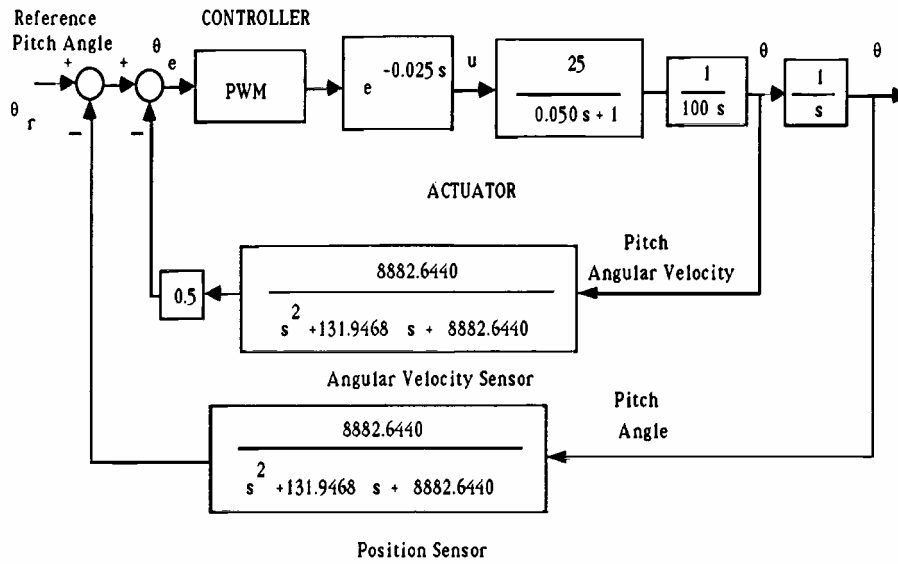 Reference
Pitch Angle
CONTROLLER
θ
e
+
+
θ
r
−
−
PWM
e -0.025 s
u
25
0.050 s + 1
1
100 s
θ
1
s
θ
ACTUATOR
Pitch
Angular Velocity
0.5
8882.6440
s 2 +131.9468 s + 8882.6440
Angular Velocity Sensor
Pitch
Angle
8882.6440
s 2 +131.9468 s + 8882.6440
Position Sensor